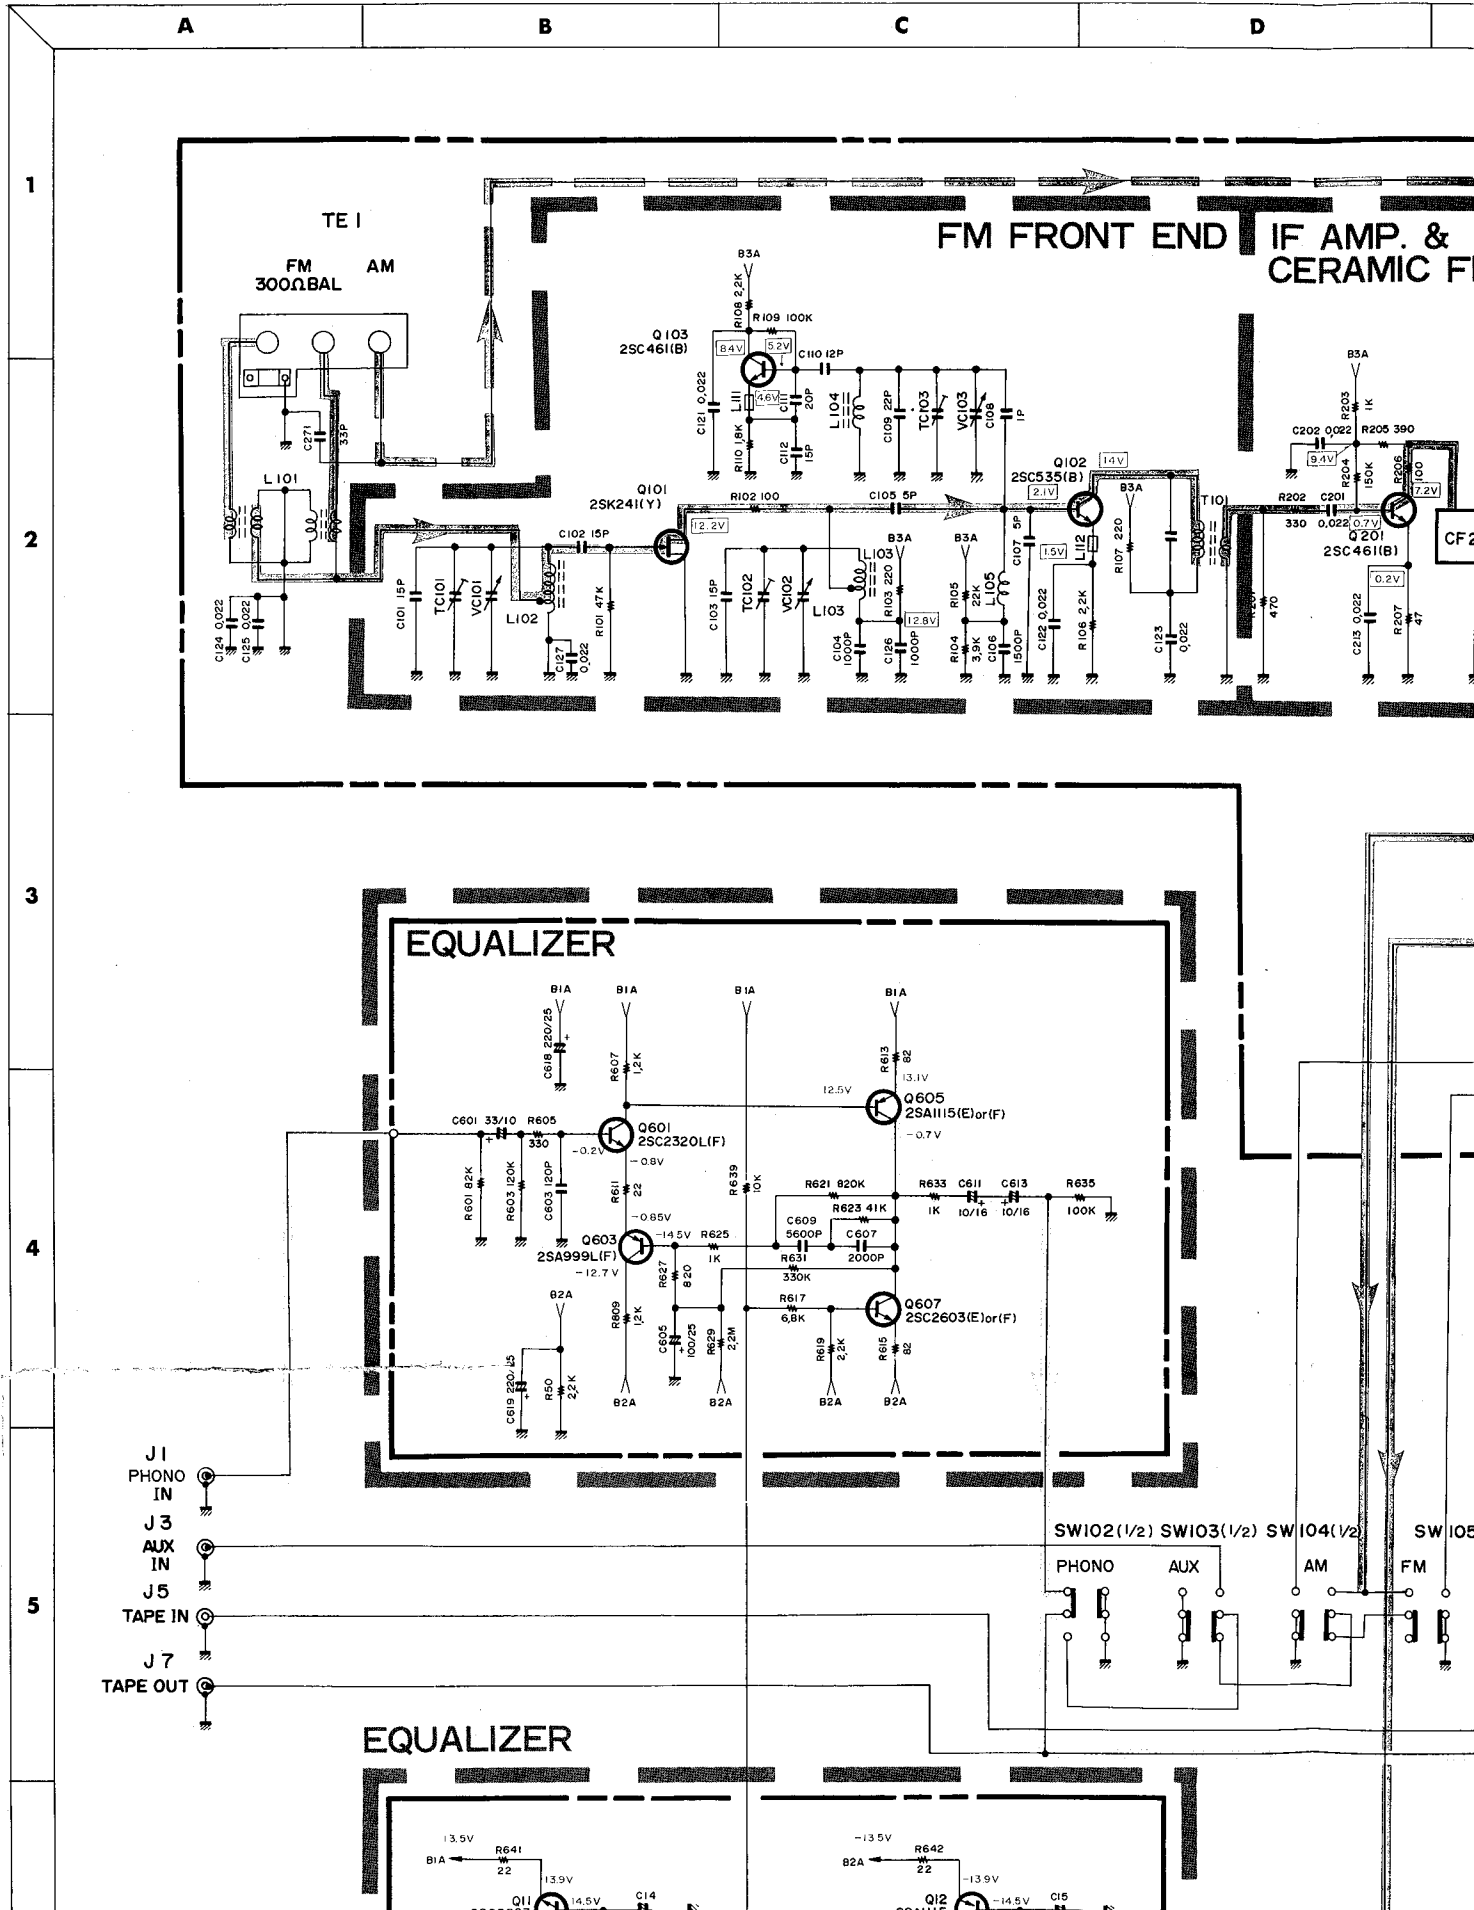 A B C D
1
2
3
4
5
TE 1
FM
300ΩBAL
AM
FM FRONT END
IF AMP. &
CERAMIC F
B3A
R108 2,2K
R109 100K
Q103
2SC461(B)
8.4V
5.2V
C110 12P
4.6V
L111
C111
20P
C121 0,022
R110 1,8K
C112
15P
L104
C109 22P
TC103
VC103
C108
1P
C271
33P
L101
C124 0,022
C125 0,022
Q101
2SK241(Y)
R102 100
12.2V
C105 5P
C102 15P
C101 15P
TC101
VC101
L102
C127
0,022
R101 47K
C103 15P
TC102
VC102
L103
L103
B3A
R103 220
12.8V
C104
1000P
C126
1000P
B3A
R105
22K
L105
R104
3,9K
C106
1500P
C107 5P
2.1V
Q102
2SC535(B)
1.4V
1.5V
L112
C122 0,022
R106 2,2K
B3A
R107 220
T101
C123
0,022
B3A
R203
1K
C202 0,022
R205 390
9.4V
R204
150K
R206
100
7.2V
R202
330
C201
0,022
0.7V
Q201
2SC461(B)
470
0.2V
C213 0,022
R207
47
CF2
EQUALIZER
B1A
B1A
B1A
B1A
C618 220/25
+
R607
1,2K
R613
82
12.5V
13.1V
Q605
2SA1115(E)or(F)
-0.7V
C601 33/10
+
R605
330
Q601
2SC2320L(F)
-0.2V
-0.8V
R601 82K
R603 120K
C603 120P
R611
22
R639
10K
R621 820K
R633
1K
C611
10/16
+
C613
10/16
+
R635
100K
R623 41K
-0.85V
Q603
2SA999L(F)
-14.5V
R625
1K
C609
5600P
C607
2000P
-12.7V
R627
820
R631
330K
B2A
R809
1,2K
R617
6,8K
Q607
2SC2603(E)or(F)
C605
100/25
+
R629
2,2M
R619
2,2K
R615
82
C619 220/25
+
R50
2,2K
B2A
B2A
B2A
B2A
J1
PHONO
IN
J3
AUX
IN
J5
TAPE IN
J7
TAPE OUT
SW102(1/2) SW103(1/2) SW104(1/2) SW105
PHONO
AUX
AM
FM
EQUALIZER
13.5V
B1A
R641
22
13.9V
Q11
14.5V
C14
-13.5V
B2A
R642
22
-13.9V
Q12
-14.5V
C15